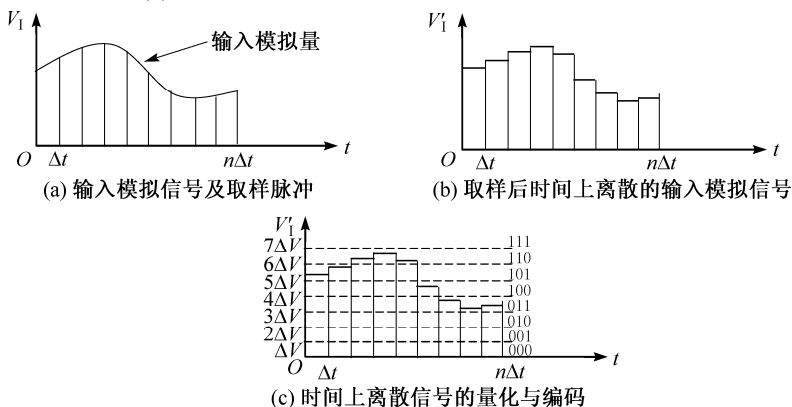 V_I
输入模拟量
O Δt nΔt t
(a) 输入模拟信号及取样脉冲
V′_I
O Δt nΔt t
(b) 取样后时间上离散的输入模拟信号
V′_I
7ΔV 111
6ΔV 110
5ΔV 101
4ΔV 100
3ΔV 011
2ΔV 010
ΔV 001
000
O Δt nΔt t
(c) 时间上离散信号的量化与编码